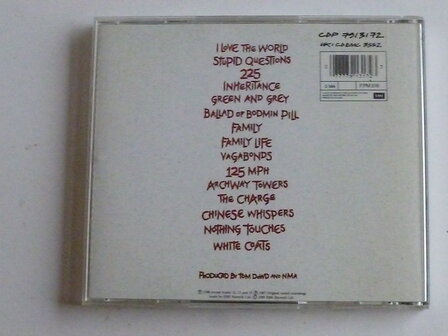 CDP 7913172
I LOVE THE WORLD
STUPID QUESTIONS
225
INHERITANCE
GREEN AND GREY
BALLAD OF BODMIN PILL
FAMILY
FAMILY LIFE
VAGABONDS
125 MPH
ARCHWAY TOWERS
THE CHARGE
CHINESE WHISPERS
NOTHING TOUCHES
WHITE COATS
PRODUCED BY TOM DOWD AND NMA